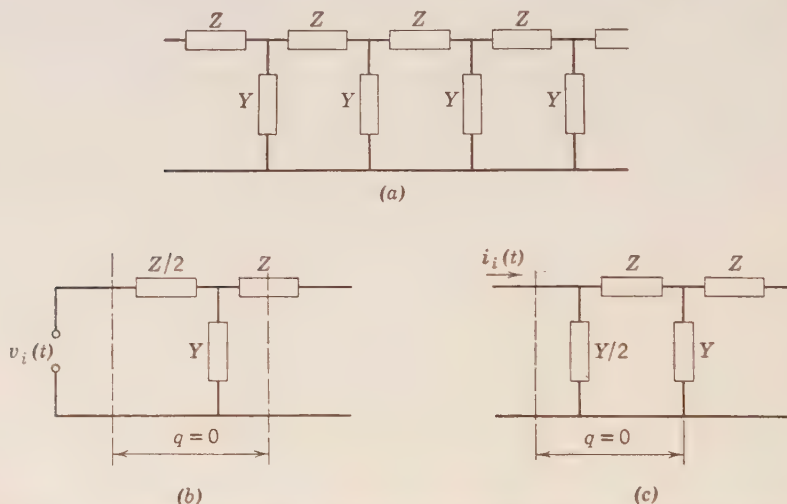 Z Z Z Z
Y Y Y Y
(a)
Z/2 Z
v_i(t) Y
q = 0
(b)
i_i(t) Z Z
Y/2 Y
q = 0
(c)